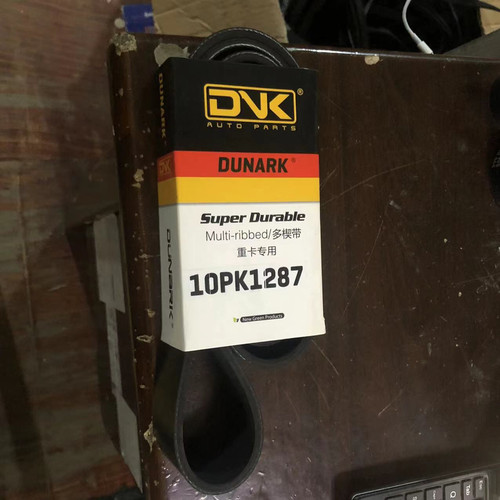 DVK®
AUTO PARTS
DUNARK®
Super Durable
Multi-ribbed/多楔带
重卡专用
10PK1287
New Green Products
DUNARK
DVK
DUNARK